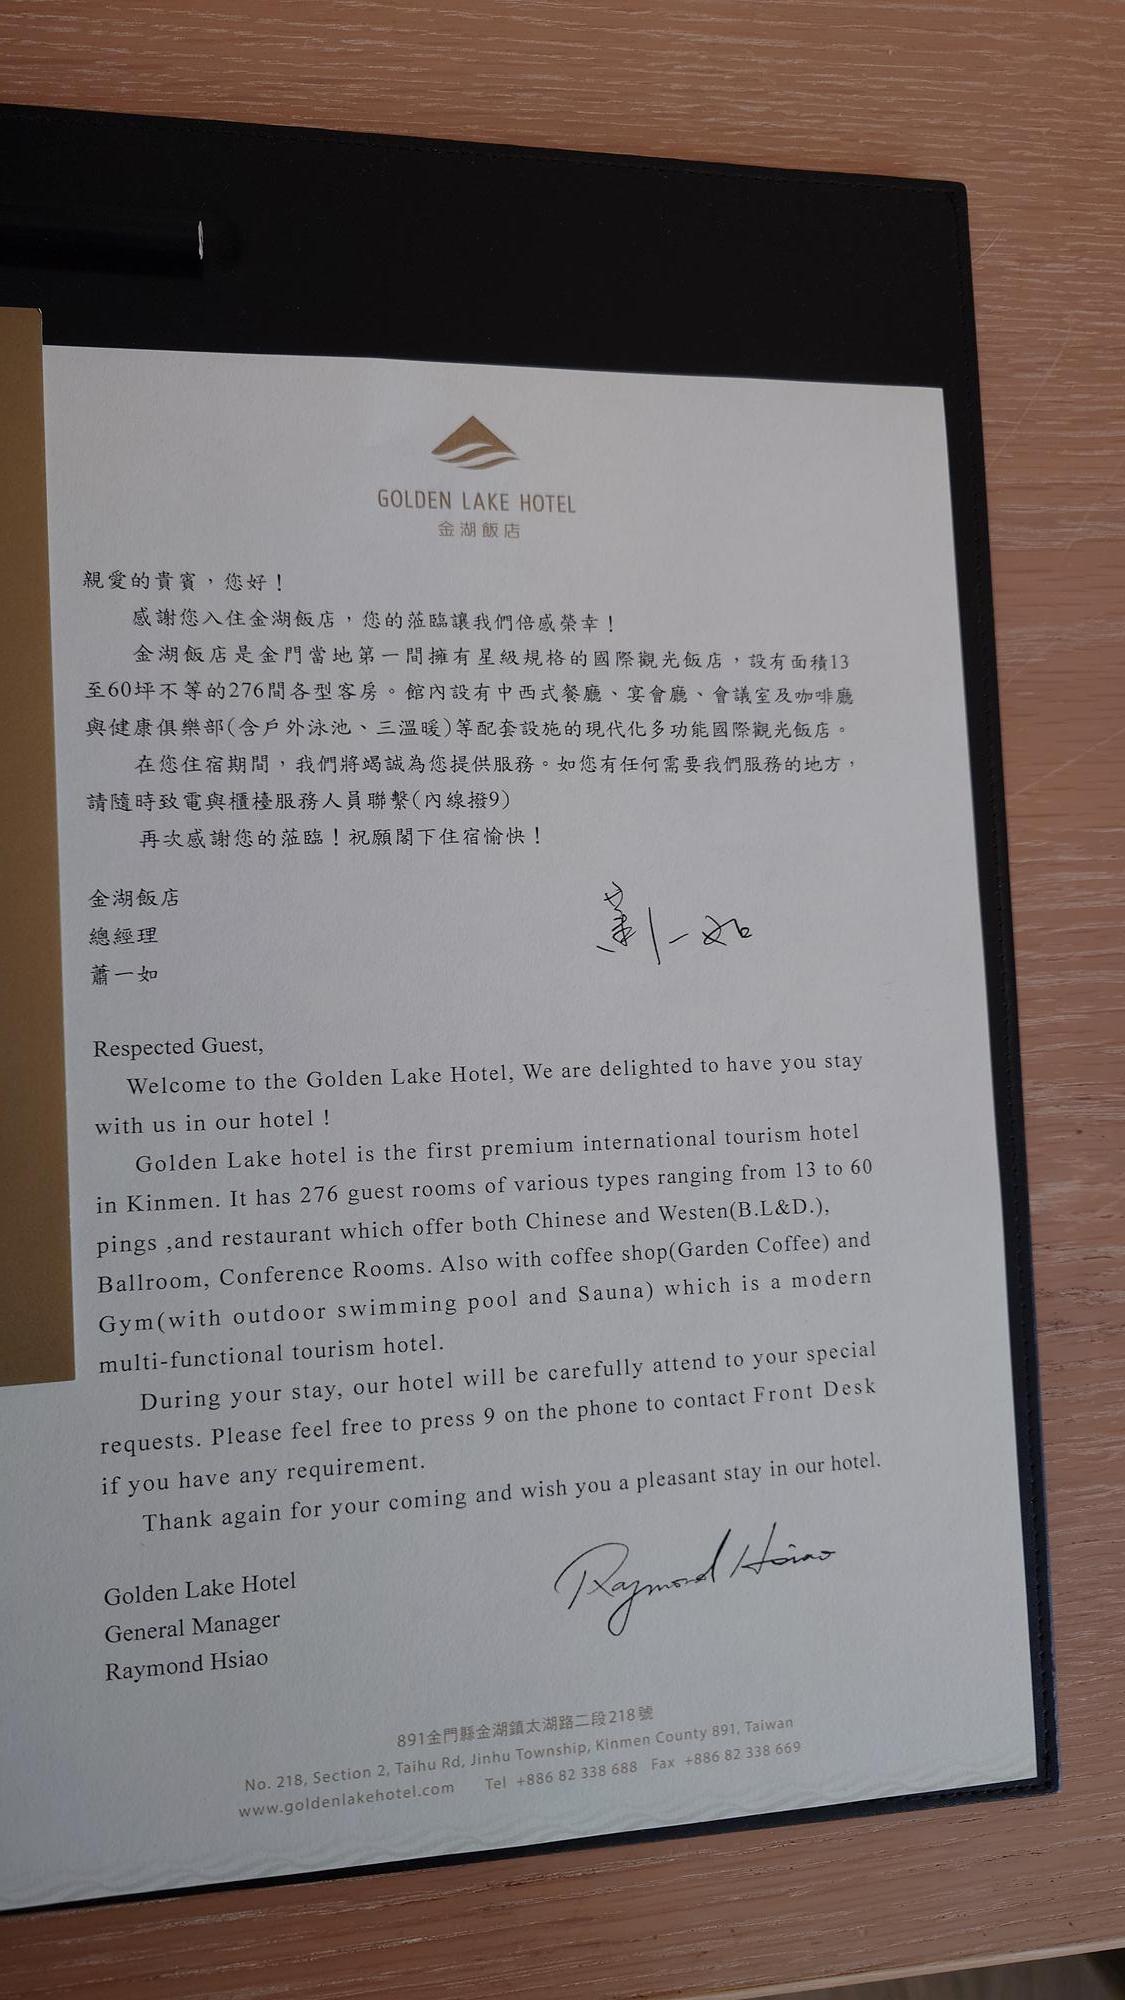 GOLDEN LAKE HOTEL
金湖飯店
親愛的貴賓，您好！
感謝您入住金湖飯店，您的蒞臨讓我們倍感榮幸！
金湖飯店是金門當地第一間擁有星級規格的國際觀光飯店，設有面積13
至60坪不等的276間各型客房。館內設有中西式餐廳、宴會廳、會議室及咖啡廳
與健康俱樂部(含戶外泳池、三溫暖)等配套設施的現代化多功能國際觀光飯店。
在您住宿期間，我們將竭誠為您提供服務。如您有任何需要我們服務的地方，
請隨時致電與櫃檯服務人員聯繫(內線撥9)
再次感謝您的蒞臨！祝願閣下住宿愉快！
金湖飯店
總經理
蕭一如
蕭一如
Respected Guest,
Welcome to the Golden Lake Hotel, We are delighted to have you stay
with us in our hotel !
Golden Lake hotel is the first premium international tourism hotel
in Kinmen. It has 276 guest rooms of various types ranging from 13 to 60
pings ,and restaurant which offer both Chinese and Westen(B.L&D.),
Ballroom, Conference Rooms. Also with coffee shop(Garden Coffee) and
Gym(with outdoor swimming pool and Sauna) which is a modern
multi-functional tourism hotel.
During your stay, our hotel will be carefully attend to your special
requests. Please feel free to press 9 on the phone to contact Front Desk
if you have any requirement.
Thank again for your coming and wish you a pleasant stay in our hotel.
Raymond Hsiao
Golden Lake Hotel
General Manager
Raymond Hsiao
891金門縣金湖鎮太湖路二段218號
No. 218, Section 2, Taihu Rd, Jinhu Township, Kinmen County 891, Taiwan
www.goldenlakehotel.com Tel +886 82 338 688 Fax +886 82 338 669